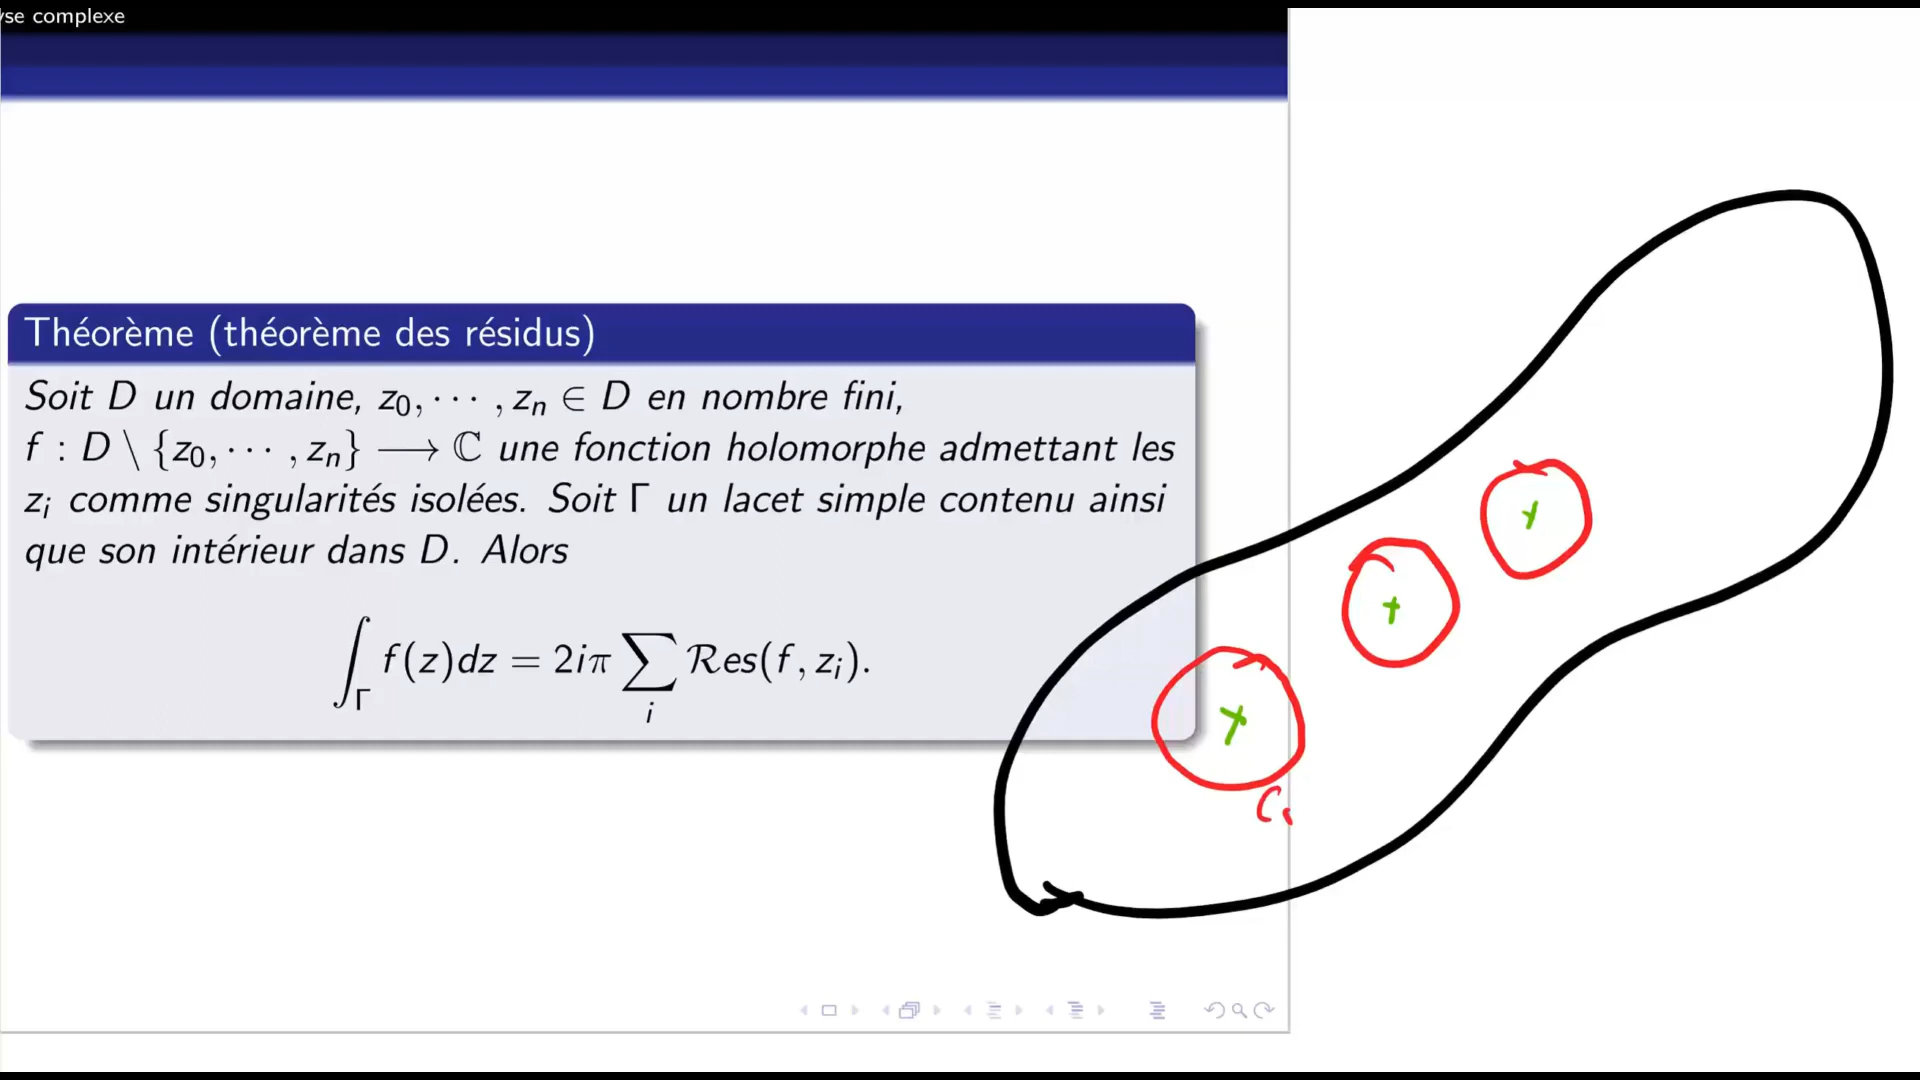 yse complexe
Théorème (théorème des résidus)
Soit D un domaine, z₀, ⋯ , zₙ ∈ D en nombre fini,
f : D \ {z₀, ⋯ , zₙ} ⟶ ℂ une fonction holomorphe admettant les
zᵢ comme singularités isolées. Soit Γ un lacet simple contenu ainsi
que son intérieur dans D. Alors
∫_Γ f(z)dz = 2iπ ∑_i Res(f, zᵢ).